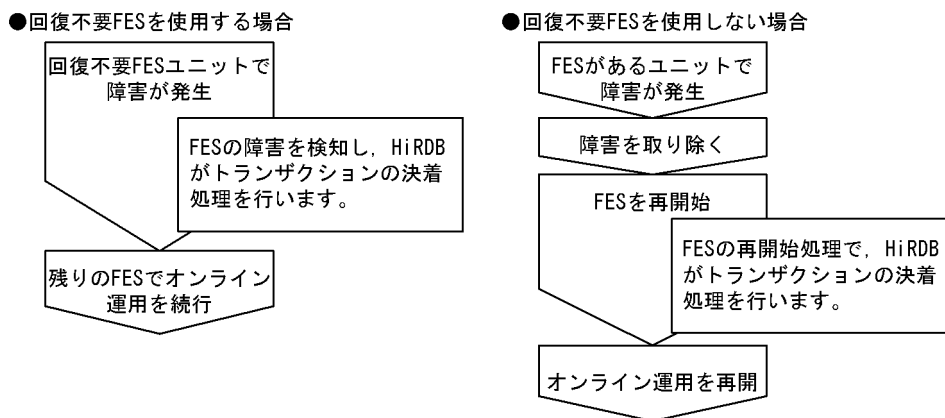 ●回復不要FESを使用する場合
回復不要FESユニットで
障害が発生
FESの障害を検知し，HiRDB
がトランザクションの決着
処理を行います。
残りのFESでオンライン
運用を続行
●回復不要FESを使用しない場合
FESがあるユニットで
障害が発生
障害を取り除く
FESを再開始
FESの再開始処理で，HiRDB
がトランザクションの決着
処理を行います。
オンライン運用を再開